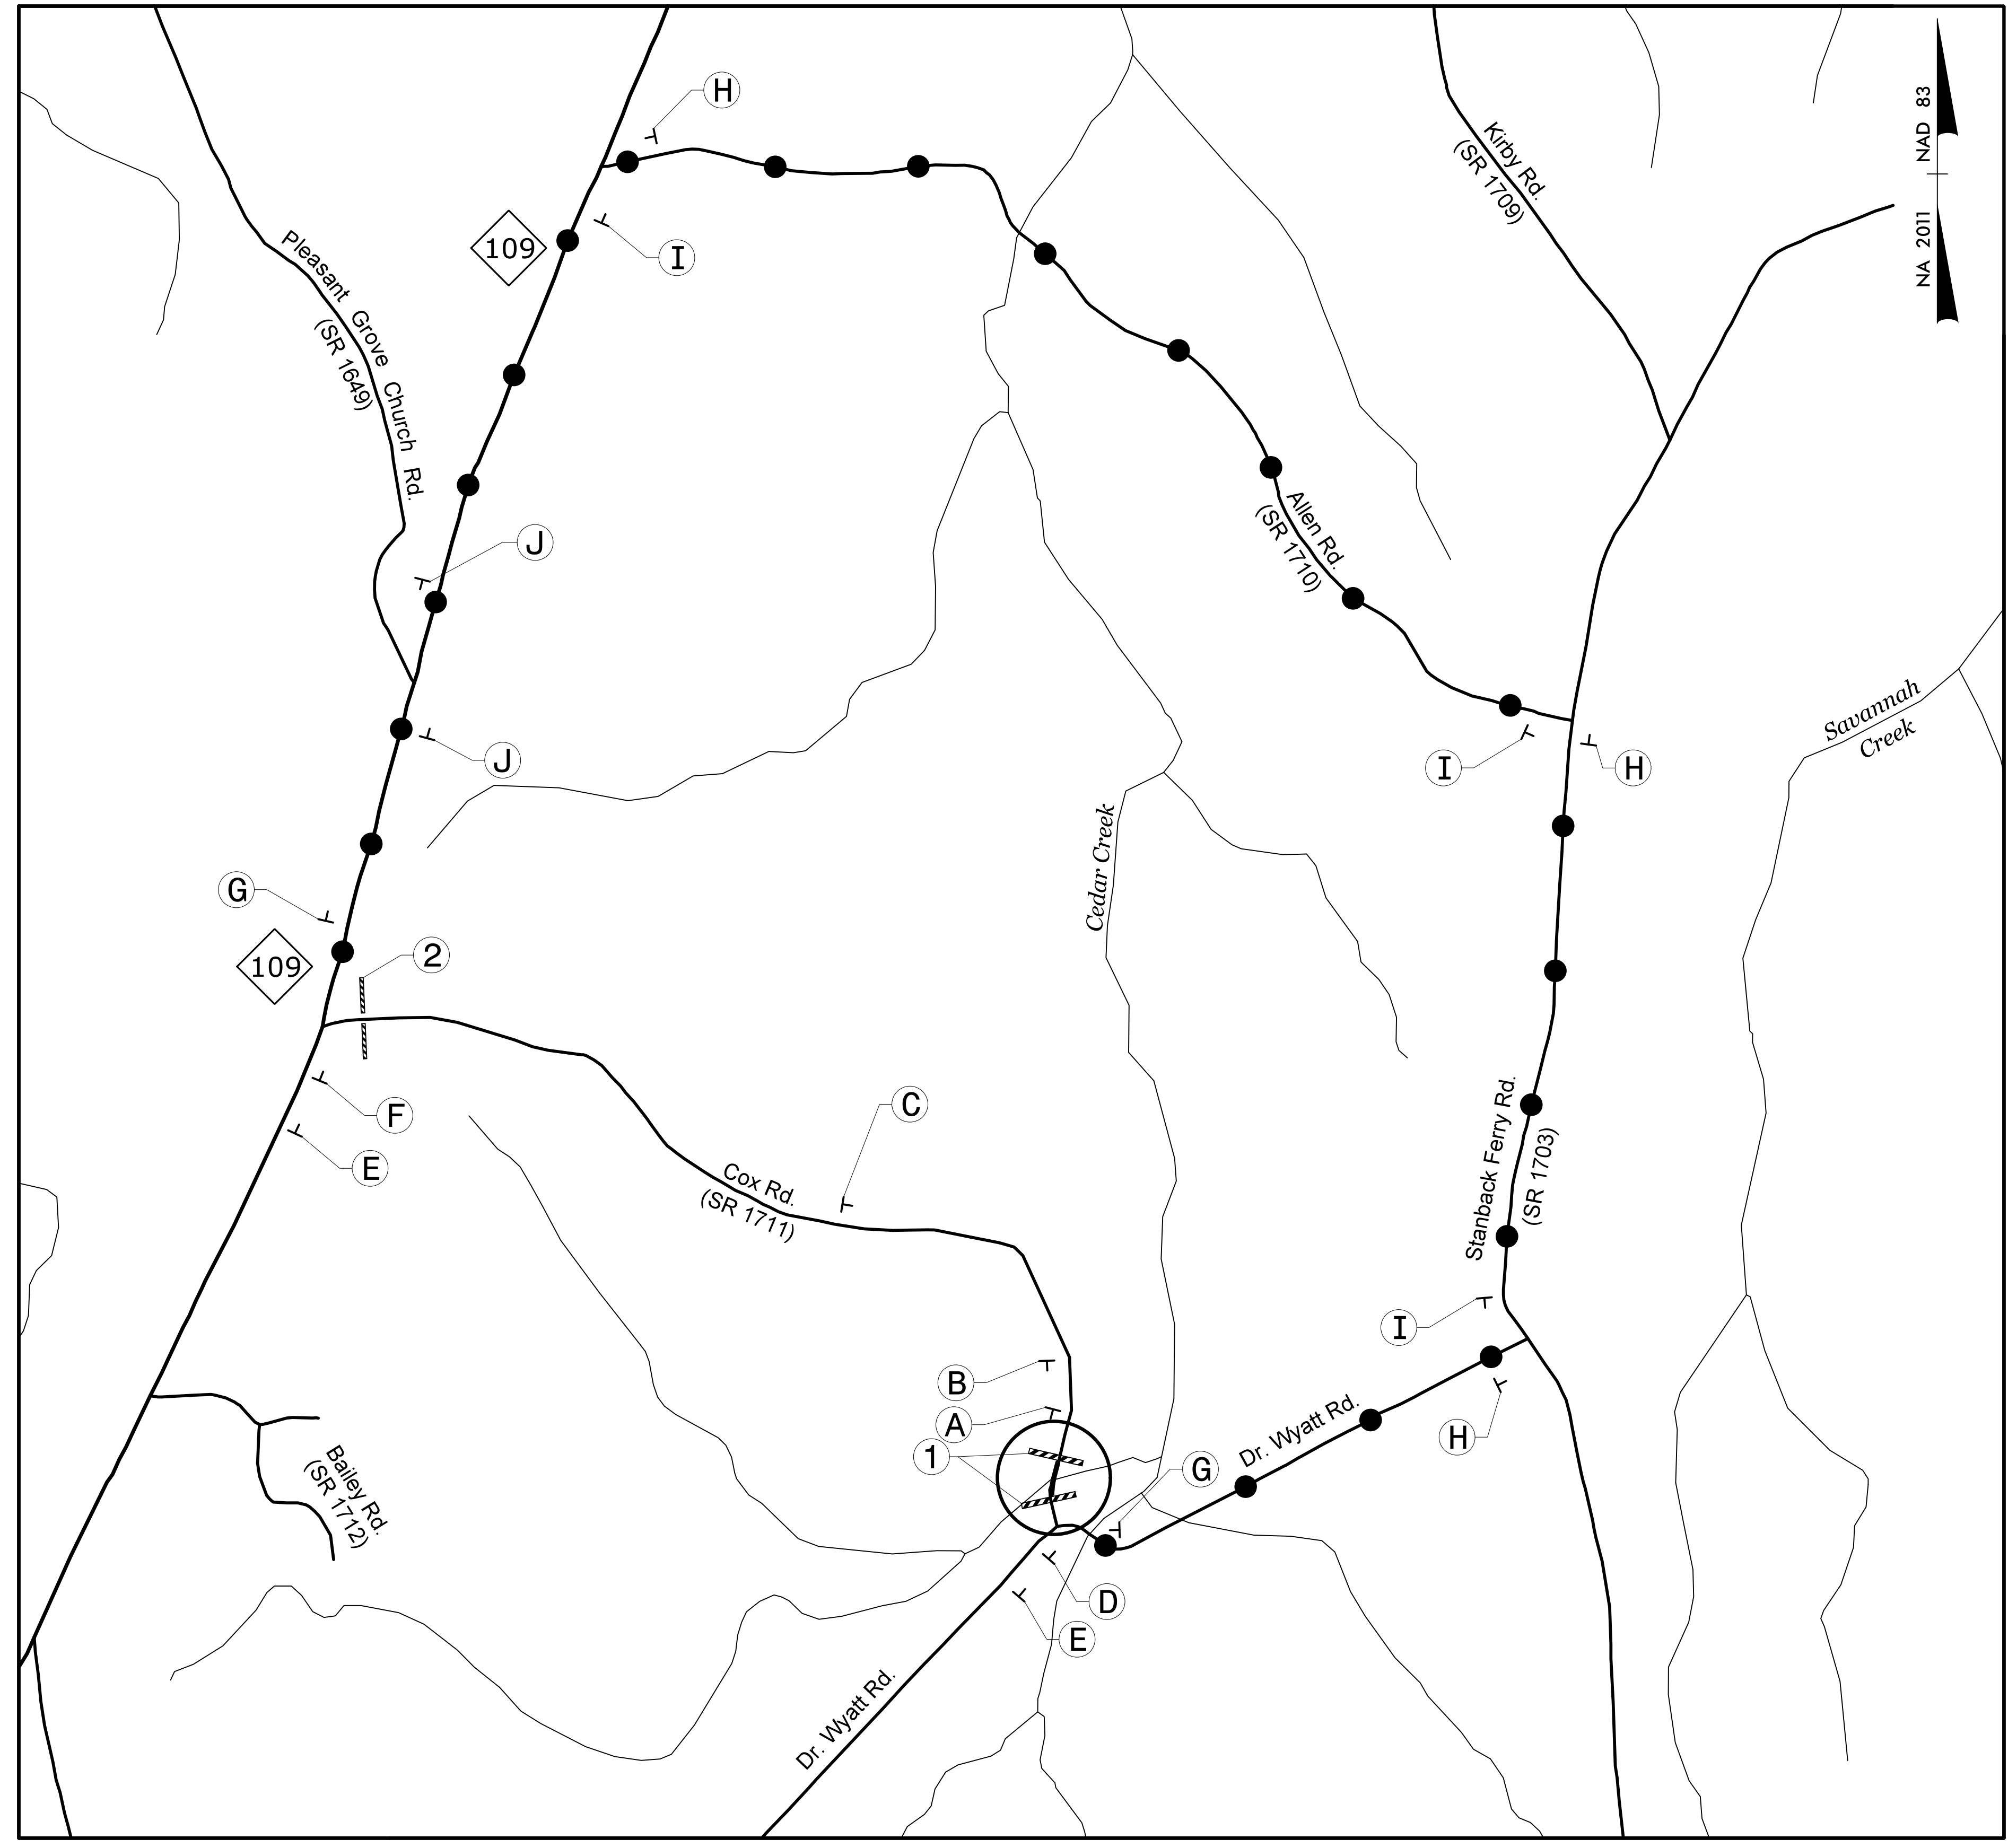 H
NAD 83
NA 2011
Kirby Rd.
(SR 1709)
109
I
Pleasant Grove Church Rd.
(SR 1649)
J
Allen Rd.
(SR 1710)
J
I
H
Savannah
Creek
Cedar Creek
G
109
2
F
E
C
Cox Rd.
(SR 1711)
Stanback Ferry Rd.
(SR 1703)
I
B
A
1
G
H
Dr. Wyatt Rd.
Bailey Rd.
(SR 1712)
D
E
Dr. Wyatt Rd.